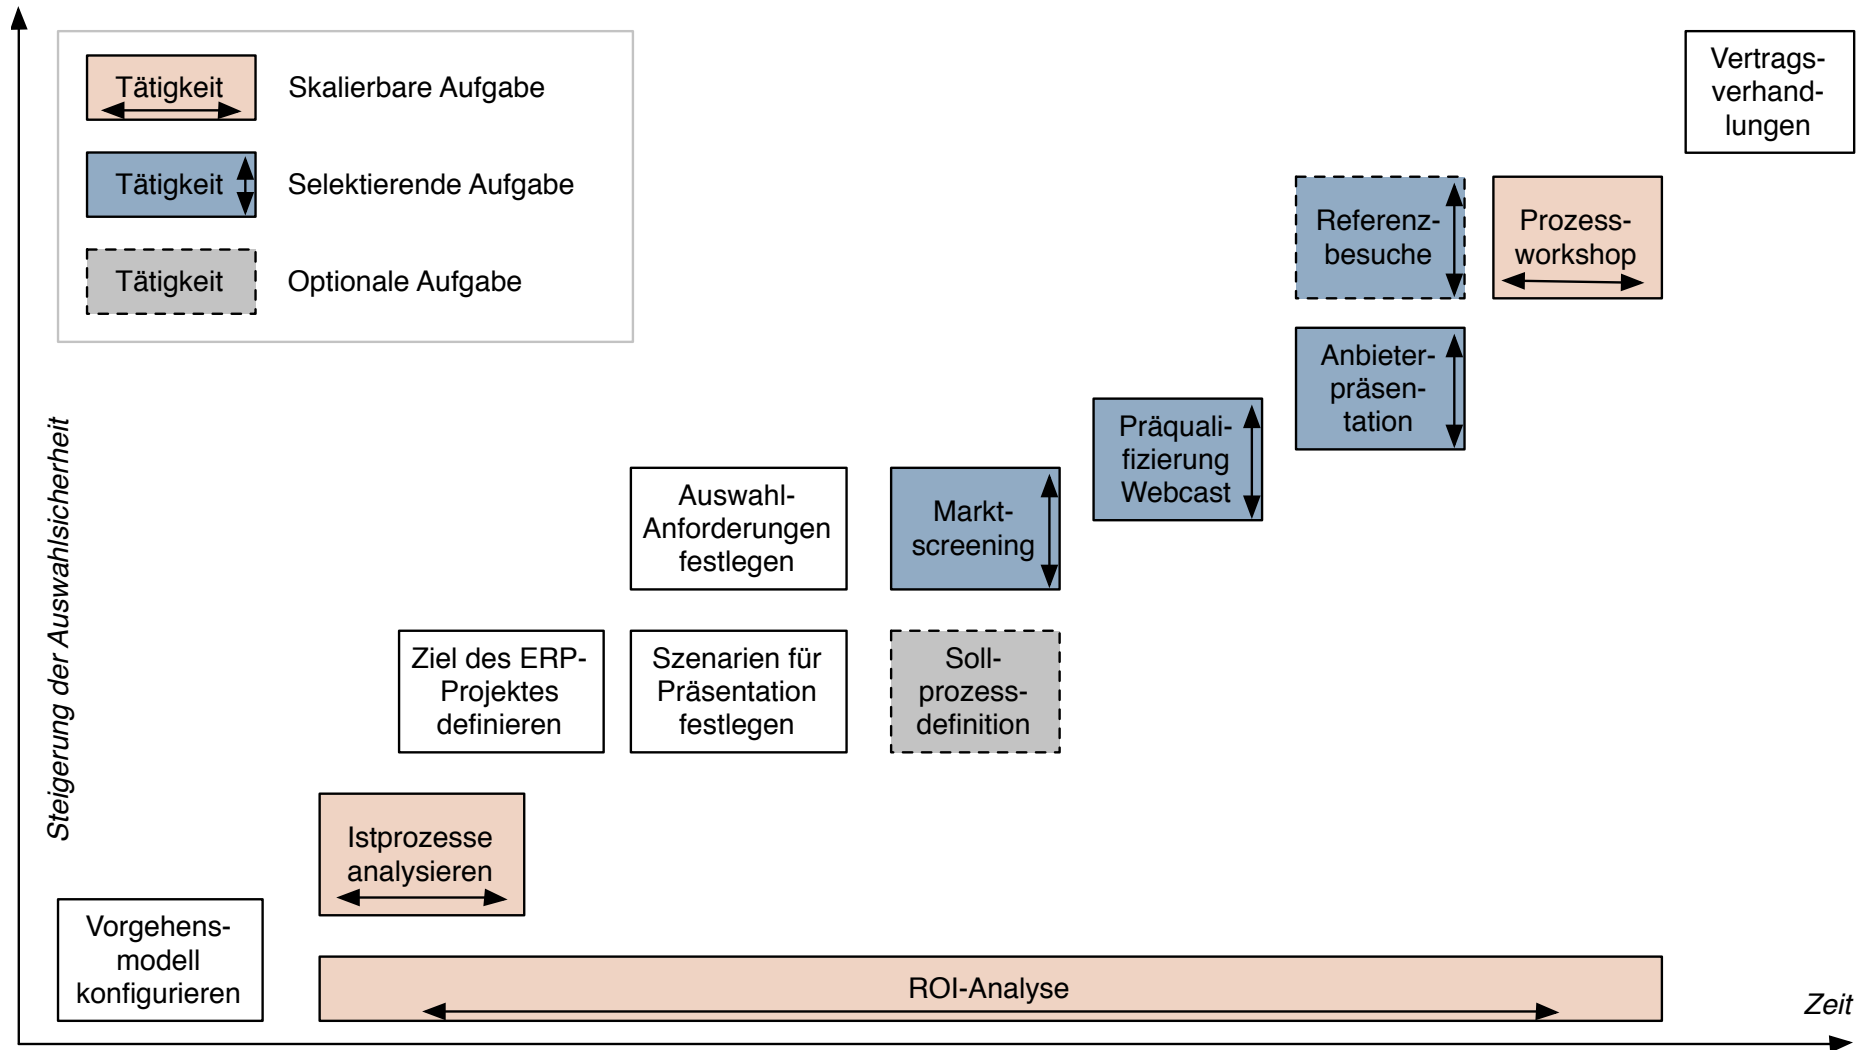 Tätigkeit
Skalierbare Aufgabe
Tätigkeit
Selektierende Aufgabe
Tätigkeit
Optionale Aufgabe
Vertrags-
verhand-
lungen
Referenz-
besuche
Prozess-
workshop
Anbieter-
präsen-
tation
Präquali-
fizierung
Webcast
Auswahl-
Anforderungen
festlegen
Markt-
screening
Steigerung der Auswahlsicherheit
Ziel des ERP-
Projektes
definieren
Szenarien für
Präsentation
festlegen
Soll-
prozess-
definition
Istprozesse
analysieren
Vorgehens-
modell
konfigurieren
ROI-Analyse
Zeit